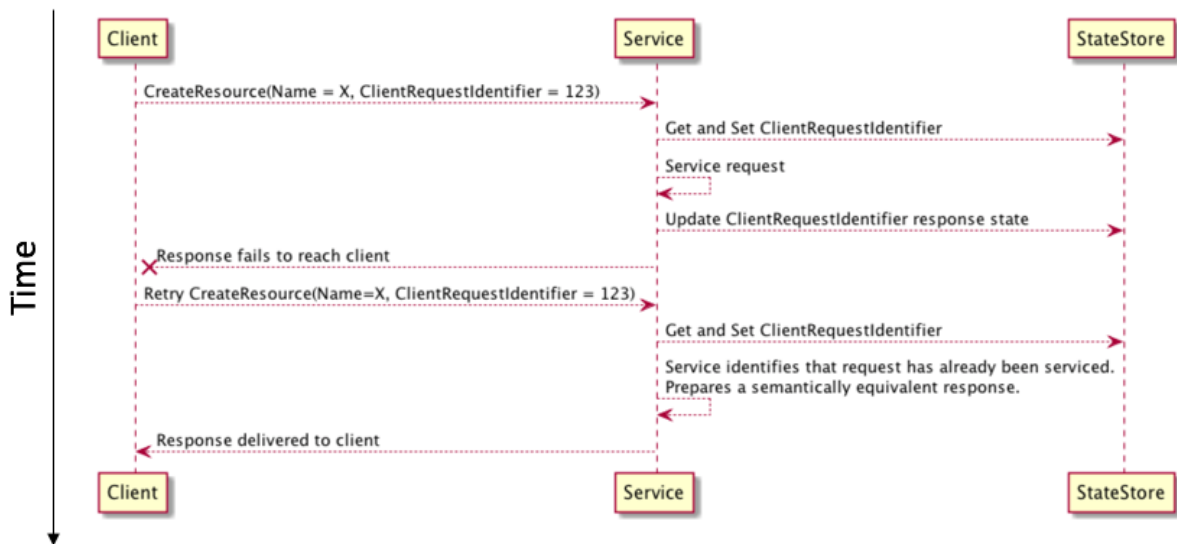 Client
Service
StateStore
CreateResource(Name = X, ClientRequestIdentifier = 123)
Get and Set ClientRequestIdentifier
Service request
Update ClientRequestIdentifier response state
Response fails to reach client
Retry CreateResource(Name=X, ClientRequestIdentifier = 123)
Get and Set ClientRequestIdentifier
Service identifies that request has already been serviced.
Prepares a semantically equivalent response.
Response delivered to client
Client
Service
StateStore
Time